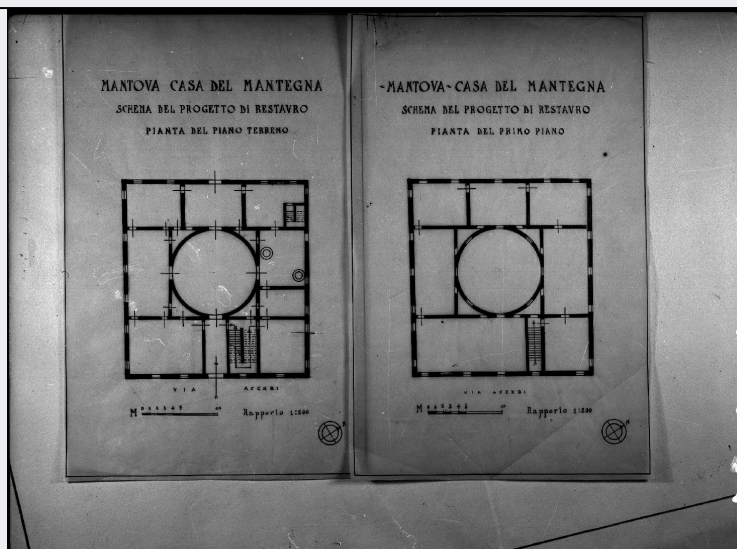 MANTOVA CASA DEL MANTEGNA
SCHEMA DEL PROGETTO DI RESTAVRO
PIANTA DEL PIANO TERRENO
VIA ACERBI
M
Rapporto 1:200
-MANTOVA-CASA DEL MANTEGNA
SCHEMA DEL PROGETTO DI RESTAVRO
PIANTA DEL PRIMO PIANO
VIA ACERBI
M
Rapporto 1:200